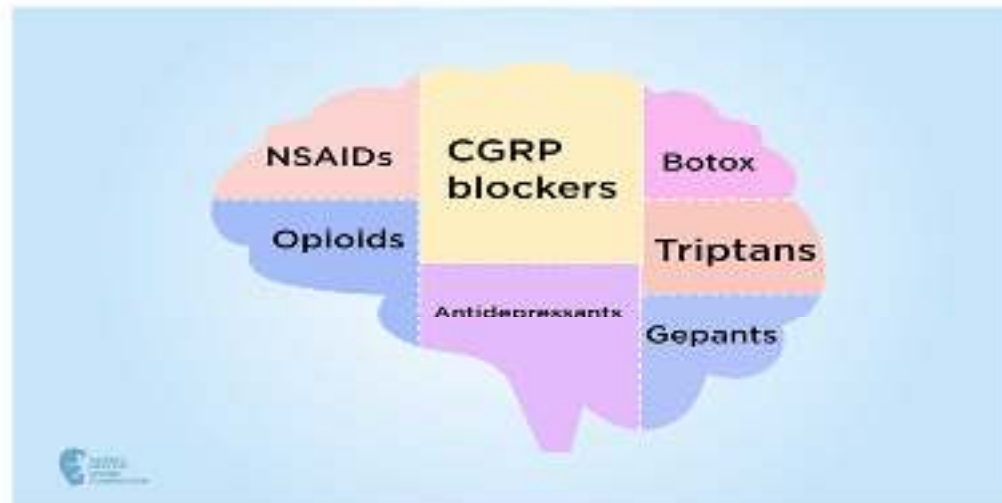 NSAIDs
CGRP
blockers
Botox
Opioids
Triptans
Antidepressants
Gepants